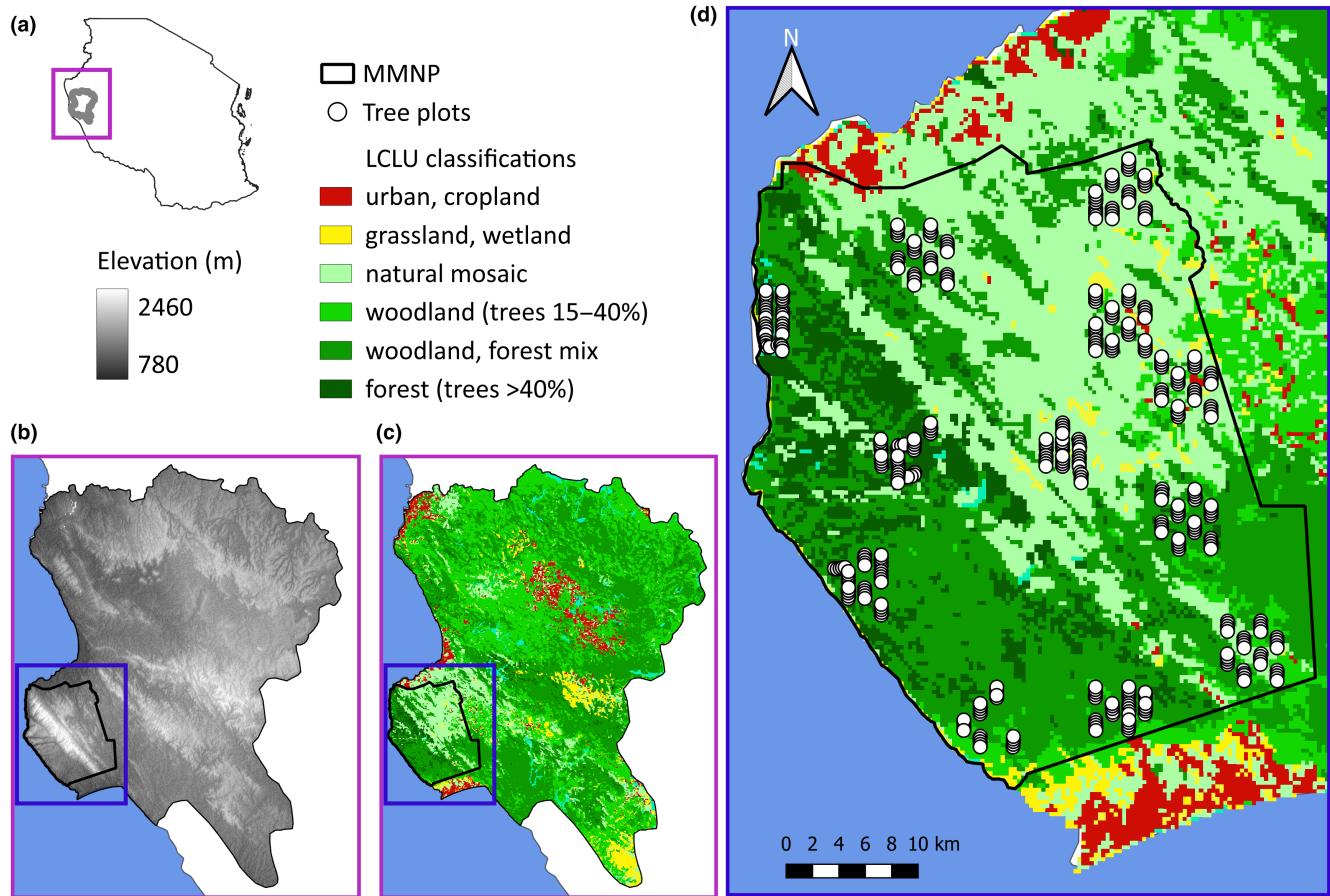 (a)
MMNP
Tree plots
LCLU classifications
urban, cropland
grassland, wetland
natural mosaic
woodland (trees 15–40%)
woodland, forest mix
forest (trees >40%)
Elevation (m)
2460
780
(b)
(c)
(d)
N
0 2 4 6 8 10 km